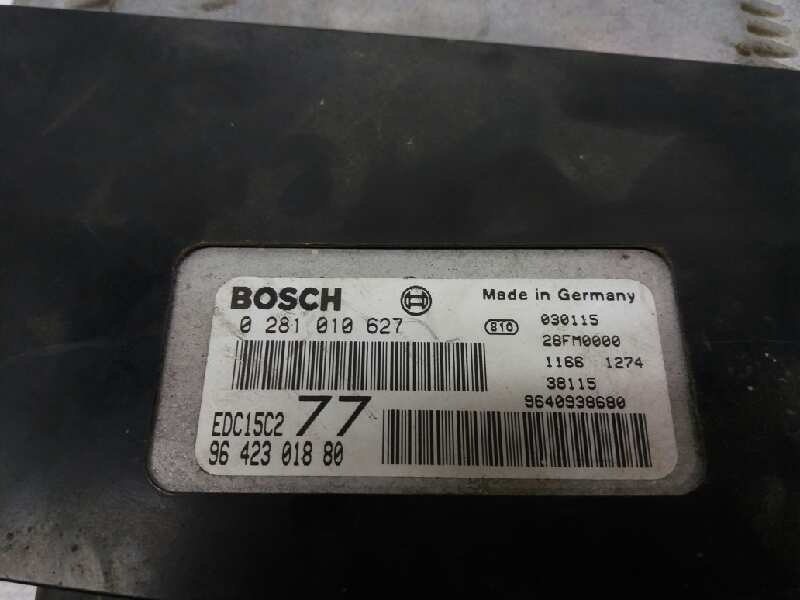 BOSCH
Made in Germany
0 281 010 627
E10
030115
28FM0000
1166 1274
38115
9640938680
EDC15C2 77
96 423 018 80